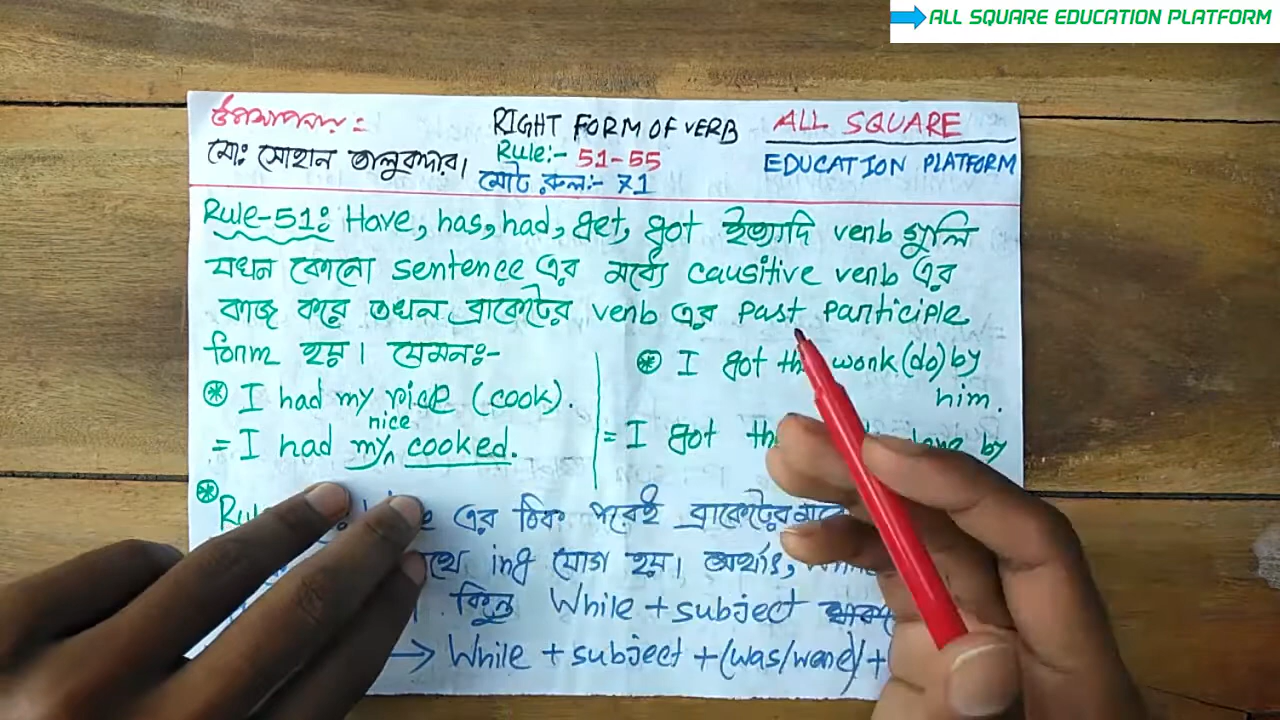 ALL SQUARE EDUCATION PLATFORM
উপস্থাপনায়:
মোঃ সোহান তালুকদার।
RIGHT FORM OF VERB
Rule:- 51-55
মোট রুল:- 71
ALL SQUARE
EDUCATION PLATFORM
Rule-51: Have, has, had, get, got ইত্যাদি verb গুলি
যখন কোনো sentence এর মধ্যে causitive verb এর
কাজ করে তখন ব্রাকেটের verb এর past participle
form হয়। যেমন:-
I had my rice (cook).
= I had my rice cooked.
I got the work (do) by
him.
= I got by
এর ঠিক পরেই ব্রাকেটের
ing যোগ হয়। অর্থাৎ,
কিন্তু While + subject
→ While + subject + (was/were) +